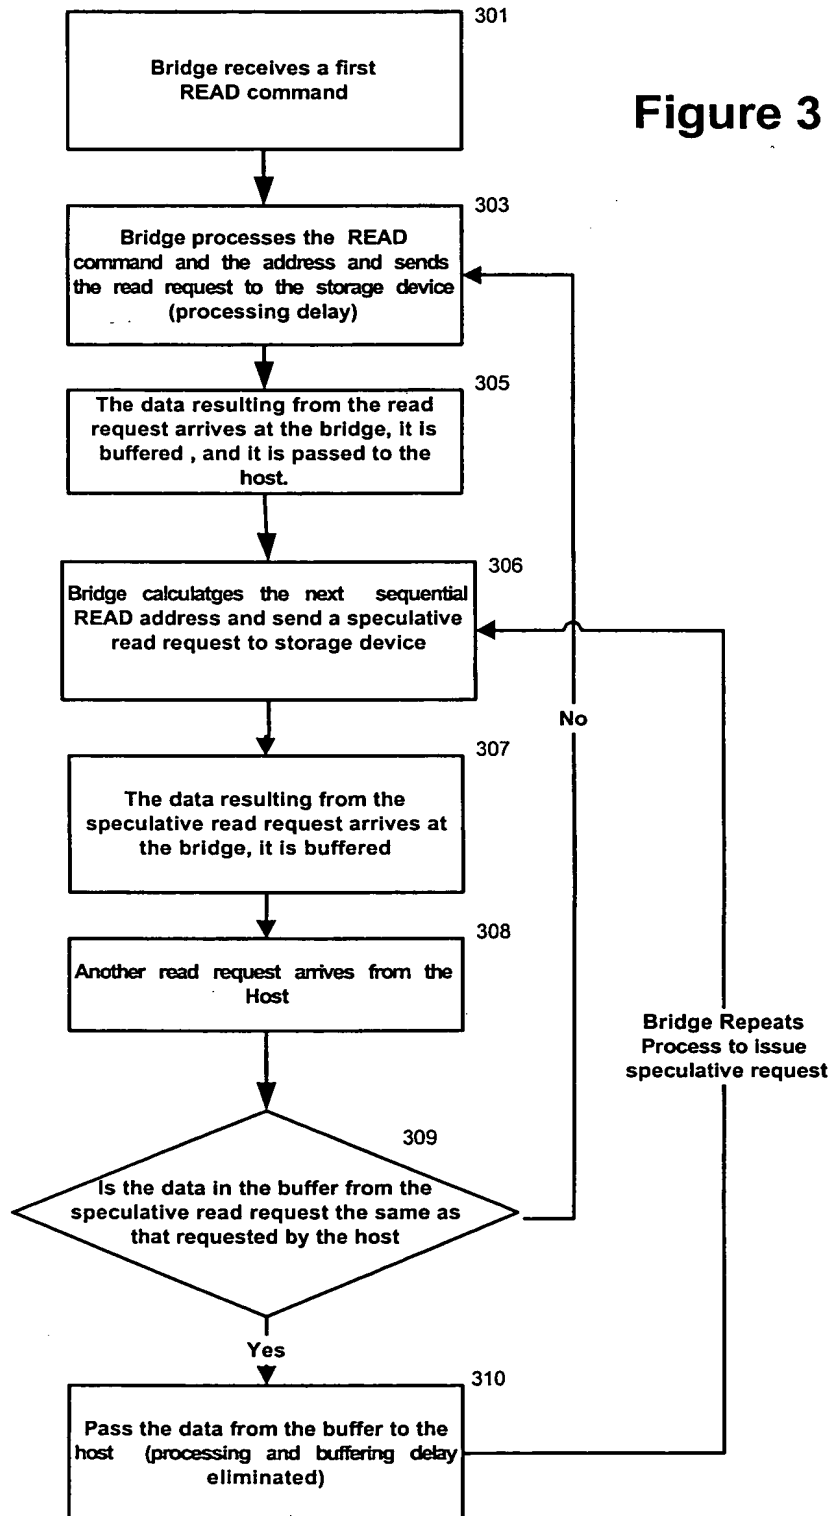 301
Bridge receives a first
READ command
Figure 3
303
Bridge processes the READ
command and the address and sends
the read request to the storage device
(processing delay)
305
The data resulting from the read
request arrives at the bridge, it is
buffered , and it is passed to the
host.
306
Bridge calculatges the next sequential
READ address and send a speculative
read request to storage device
No
307
The data resulting from the
speculative read request arrives at
the bridge, it is buffered
308
Another read request arrives from the
Host
Bridge Repeats
Process to issue
speculative request
309
Is the data in the buffer from the
speculative read request the same as
that requested by the host
Yes
310
Pass the data from the buffer to the
host (processing and buffering delay
eliminated)